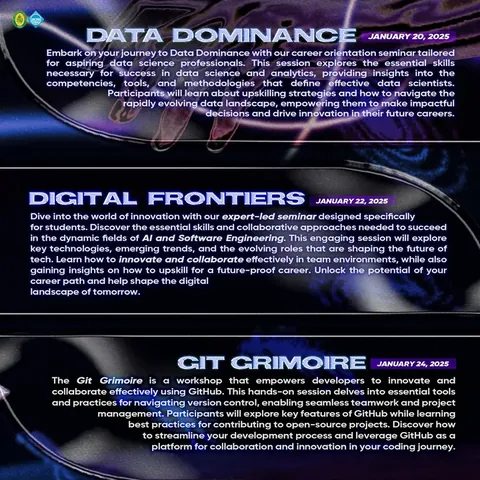 DATA DOMINANCE JANUARY 20, 2025
Embark on your journey to Data Dominance with our career orientation seminar tailored
for aspiring data science professionals. This session explores the essential skills
necessary for success in data science and analytics, providing insights into the
competencies, tools, and methodologies that define effective data scientists.
Participants will learn about upskilling strategies and how to navigate the
rapidly evolving data landscape, empowering them to make impactful
decisions and drive innovation in their future careers.
DIGITAL FRONTIERS JANUARY 22, 2025
Dive into the world of innovation with our expert-led seminar designed specifically
for students. Discover the essential skills and collaborative approaches needed to succeed
in the dynamic fields of AI and Software Engineering. This engaging session will explore
key technologies, emerging trends, and the evolving roles that are shaping the future of
tech. Learn how to innovate and collaborate effectively in team environments, while also
gaining insights on how to upskill for a future-proof career. Unlock the potential of your
career path and help shape the digital
landscape of tomorrow.
GIT GRIMOIRE JANUARY 24, 2025
The Git Grimoire is a workshop that empowers developers to innovate and
collaborate effectively using GitHub. This hands-on session delves into essential tools
and practices for navigating version control, enabling seamless teamwork and project
management. Participants will explore key features of GitHub while learning
best practices for contributing to open-source projects. Discover how
to streamline your development process and leverage GitHub as a
platform for collaboration and innovation in your coding journey.